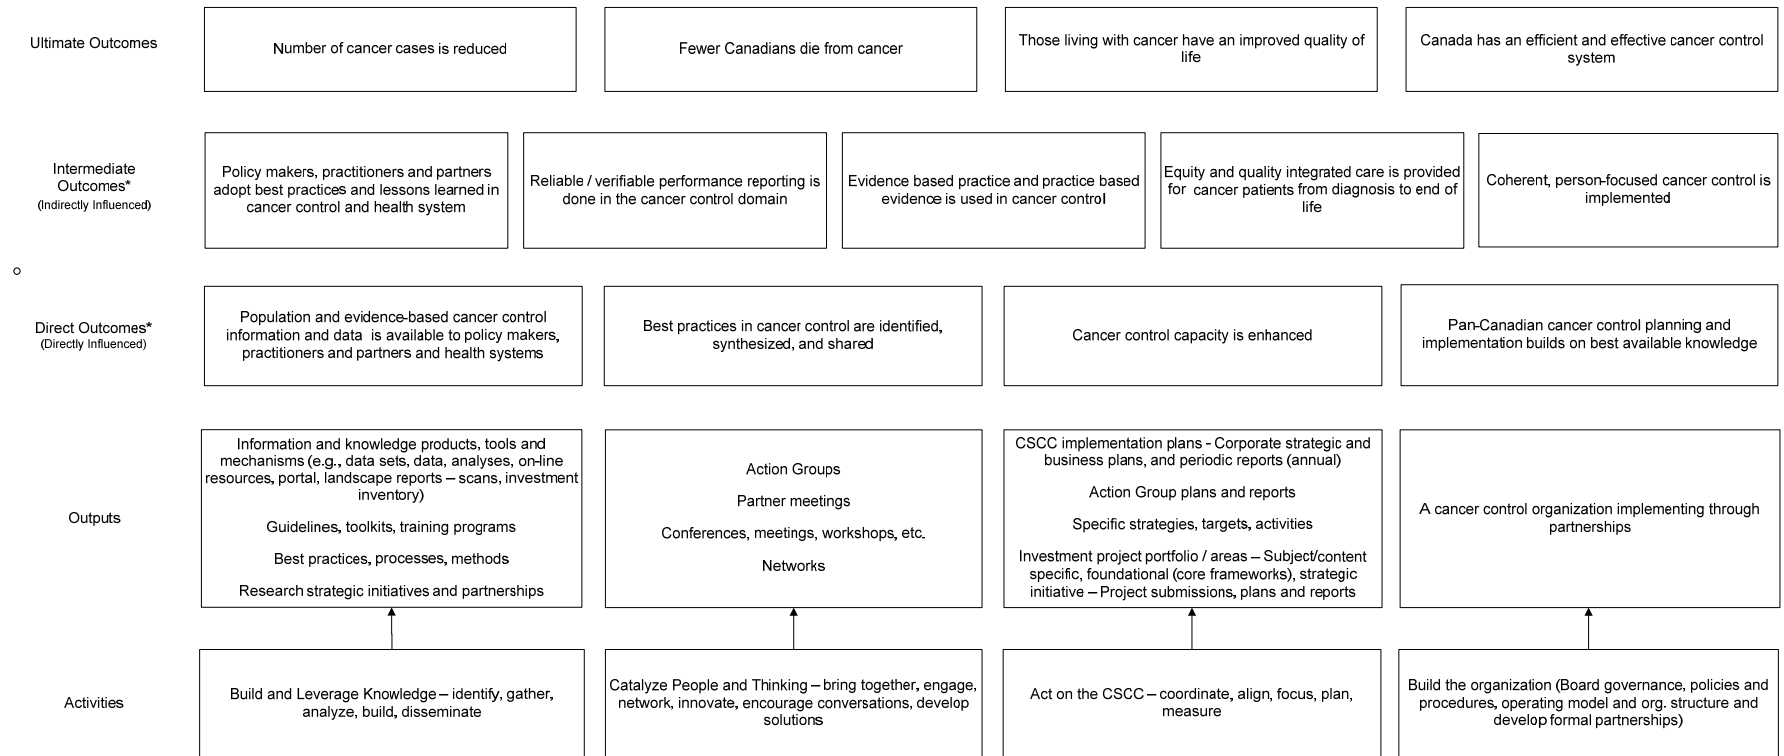 Ultimate Outcomes
Number of cancer cases is reduced
Fewer Canadians die from cancer
Those living with cancer have an improved quality of
life
Canada has an efficient and effective cancer control
system
Intermediate
Outcomes*
(Indirectly Influenced)
Policy makers, practitioners and partners
adopt best practices and lessons learned in
cancer control and health system
Reliable / verifiable performance reporting is
done in the cancer control domain
Evidence based practice and practice based
evidence is used in cancer control
Equity and quality integrated care is provided
for cancer patients from diagnosis to end of
life
Coherent, person-focused cancer control is
implemented
Direct Outcomes*
(Directly Influenced)
Population and evidence-based cancer control
information and data is available to policy makers,
practitioners and partners and health systems
Best practices in cancer control are identified,
synthesized, and shared
Cancer control capacity is enhanced
Pan-Canadian cancer control planning and
implementation builds on best available knowledge
Outputs
Information and knowledge products, tools and
mechanisms (e.g., data sets, data, analyses, on-line
resources, portal, landscape reports – scans, investment
inventory)
Guidelines, toolkits, training programs
Best practices, processes, methods
Research strategic initiatives and partnerships
Action Groups
Partner meetings
Conferences, meetings, workshops, etc.
Networks
CSCC implementation plans - Corporate strategic and
business plans, and periodic reports (annual)
Action Group plans and reports
Specific strategies, targets, activities
Investment project portfolio / areas – Subject/content
specific, foundational (core frameworks), strategic
initiative – Project submissions, plans and reports
A cancer control organization implementing through
partnerships
Activities
Build and Leverage Knowledge – identify, gather,
analyze, build, disseminate
Catalyze People and Thinking – bring together, engage,
network, innovate, encourage conversations, develop
solutions
Act on the CSCC – coordinate, align, focus, plan,
measure
Build the organization (Board governance, policies and
procedures, operating model and org. structure and
develop formal partnerships)